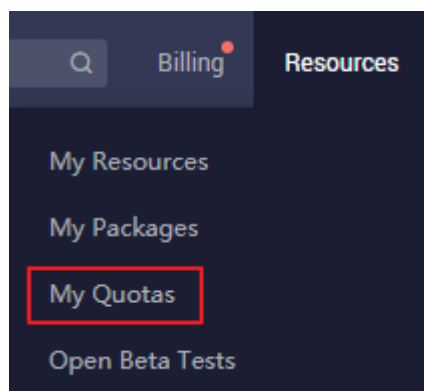 Billing Resources
My Resources
My Packages
My Quotas
Open Beta Tests